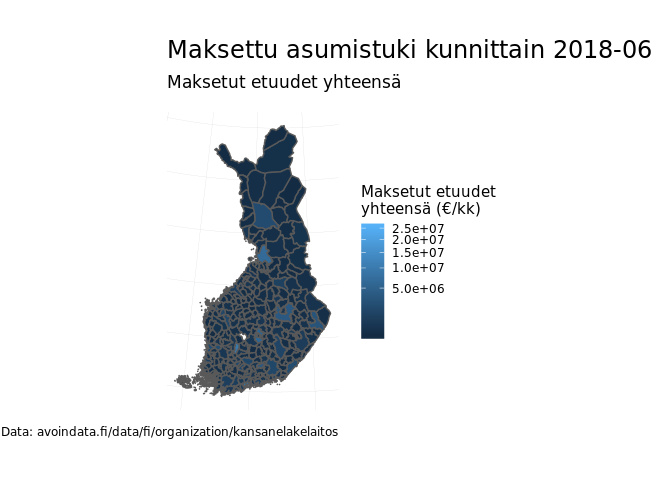 Maksettu asumistuki kunnittain 2018-06
Maksetut etuudet yhteensä
Maksetut etuudet
yhteensä (€/kk)
2.5e+07
2.0e+07
1.5e+07
1.0e+07
5.0e+06
Data: avoindata.fi/data/fi/organization/kansanelakelaitos